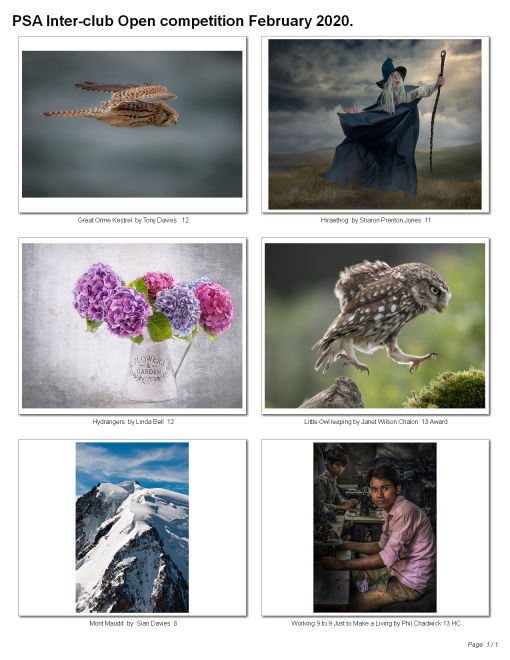 PSA Inter-club Open competition February 2020.
Great Orme Kestrel by Tony Davies 12
Hiraethog by Sharon Prenton Jones 11
FLOWERS
&
GARDEN
Hydrangers by Linda Bell 12
Little Owl leaping by Janet Wilson Chalon 13 Award
Mont Maudit by Sian Davies 8
Working 9 to 9 Just to Make a Living by Phil Chadwick 13 HC
Page: 1 / 1